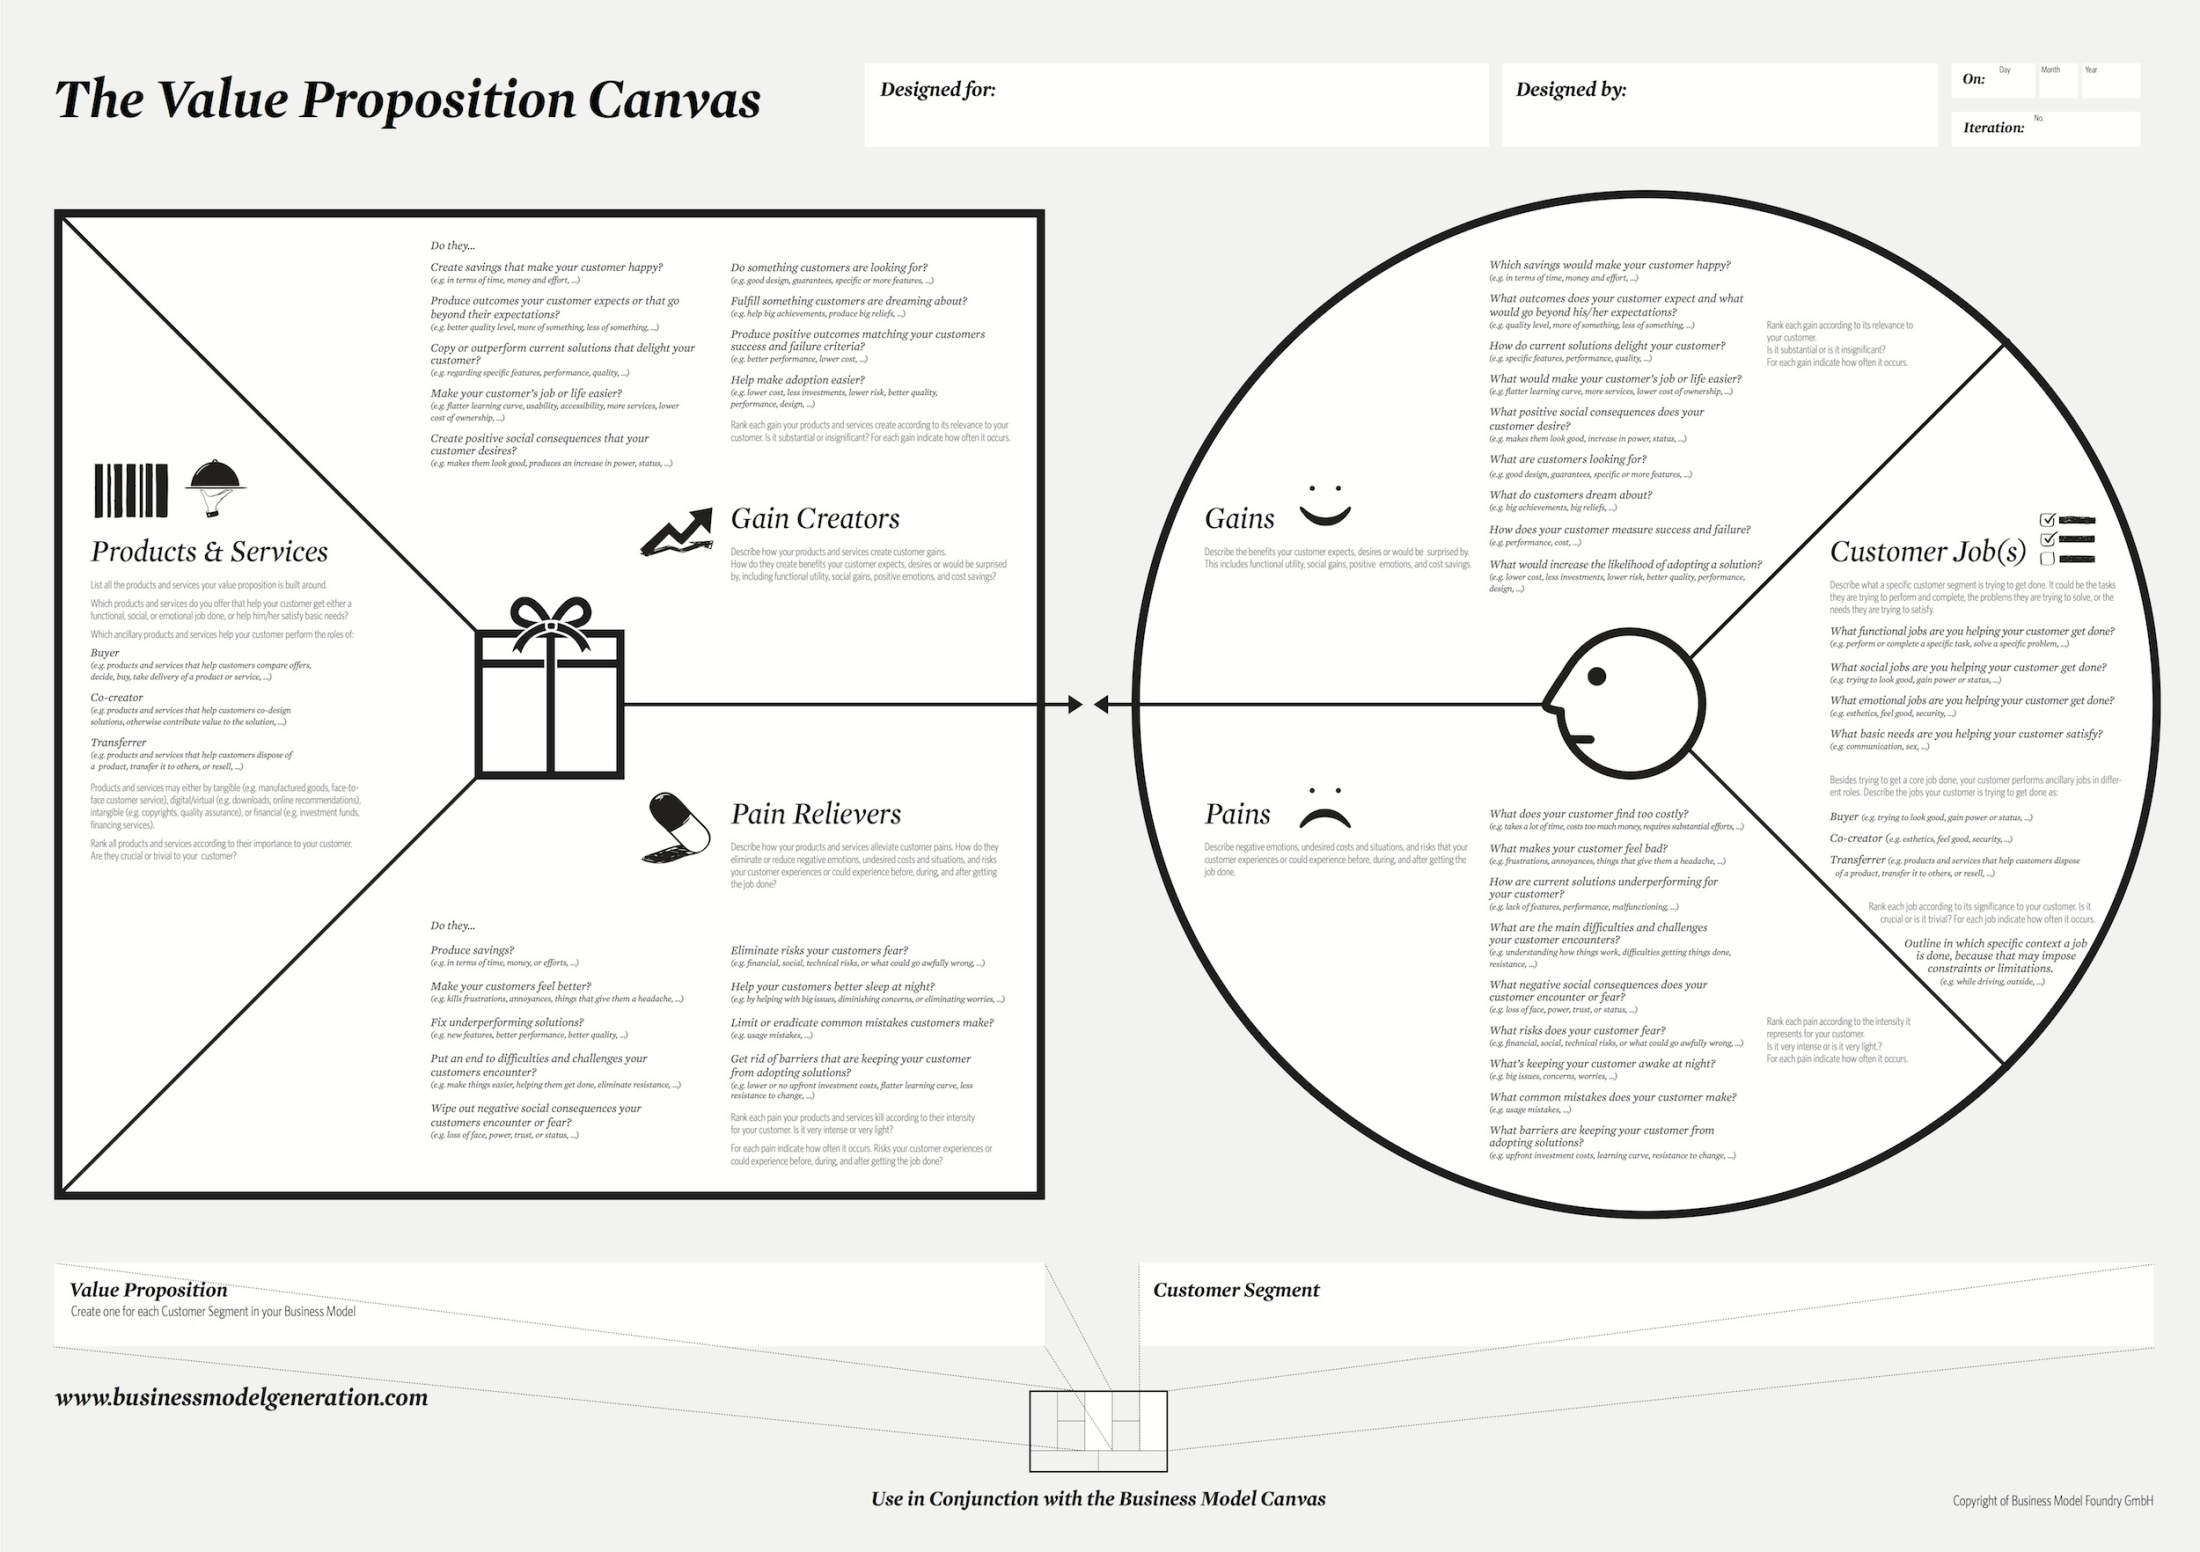 The Value Proposition Canvas
Designed for:
Designed by:
On:
Day
Month
Year
Iteration:
No.
Products & Services
List all the products and services your value proposition is built around.
Which products and services do you offer that help your customer get either a
functional, social, or emotional job done, or help him/her satisfy basic needs?
Which ancillary products and services help your customer perform the roles of:
Buyer
(e.g. products and services that help customers compare offers,
decide, buy, take delivery of a product or service, ...)
Co-creator
(e.g. products and services that help customers co-design
solutions, otherwise contribute value to the solution, ...)
Transferrer
(e.g. products and services that help customers dispose of
a product, transfer it to others, or resell, ...)
Products and services may either by tangible (e.g. manufactured goods, face-to-
face customer service), digital/virtual (e.g. downloads, online recommendations),
intangible (e.g. copyrights, quality assurance), or financial (e.g. investment funds,
financing services).
Rank all products and services according to their importance to your customer.
Are they crucial or trivial to your customer?
Do they...
Create savings that make your customer happy?
(e.g. in terms of time, money and effort, ...)
Produce outcomes your customer expects or that go
beyond their expectations?
(e.g. better quality level, more of something, less of something, ...)
Copy or outperform current solutions that delight your
customer?
(e.g. regarding specific features, performance, quality, ...)
Make your customer's job or life easier?
(e.g. flatter learning curve, usability, accessibility, more services, lower
cost of ownership, ...)
Create positive social consequences that your
customer desires?
(e.g. makes them look good, produces an increase in power, status, ...)
Do something customers are looking for?
(e.g. good design, guarantees, specific or more features, ...)
Fulfill something customers are dreaming about?
(e.g. help big achievements, produce big reliefs, ...)
Produce positive outcomes matching your customers
success and failure criteria?
(e.g. better performance, lower cost, ...)
Help make adoption easier?
(e.g. lower cost, less investments, lower risk, better quality,
performance, design, ...)
Rank each gain your products and services create according to its relevance to your
customer. Is it substantial or insignificant? For each gain indicate how often it occurs.
Gain Creators
Describe how your products and services create customer gains.
How do they create benefits your customer expects, desires or would be surprised
by, including functional utility, social gains, positive emotions, and cost savings?
Pain Relievers
Describe how your products and services alleviate customer pains. How do they
eliminate or reduce negative emotions, undesired costs and situations, and risks
your customer experiences or could experience before, during, and after getting
the job done?
Do they...
Produce savings?
(e.g. in terms of time, money, or efforts, ...)
Make your customers feel better?
(e.g. kills frustrations, annoyances, things that give them a headache, ...)
Fix underperforming solutions?
(e.g. new features, better performance, better quality, ...)
Put an end to difficulties and challenges your
customers encounter?
(e.g. make things easier, helping them get done, eliminate resistance, ...)
Wipe out negative social consequences your
customers encounter or fear?
(e.g. loss of face, power, trust, or status, ...)
Eliminate risks your customers fear?
(e.g. financial, social, technical risks, or what could go awfully wrong, ...)
Help your customers better sleep at night?
(e.g. by helping with big issues, diminishing concerns, or eliminating worries, ...)
Limit or eradicate common mistakes customers make?
(e.g. usage mistakes, ...)
Get rid of barriers that are keeping your customer
from adopting solutions?
(e.g. lower or no upfront investment costs, flatter learning curve, less
resistance to change, ...)
Rank each pain your products and services kill according to their intensity
for your customer. Is it very intense or very light?
For each pain indicate how often it occurs. Risks your customer experiences or
could experience before, during, and after getting the job done?
Gains
Describe the benefits your customer expects, desires or would be surprised by.
This includes functional utility, social gains, positive emotions, and cost savings.
Which savings would make your customer happy?
(e.g. in terms of time, money and effort, ...)
What outcomes does your customer expect and what
would go beyond his/her expectations?
(e.g. quality level, more of something, less of something, ...)
How do current solutions delight your customer?
(e.g. specific features, performance, quality, ...)
What would make your customer's job or life easier?
(e.g. flatter learning curve, more services, lower cost of ownership, ...)
What positive social consequences does your
customer desire?
(e.g. makes them look good, increase in power, status, ...)
What are customers looking for?
(e.g. good design, guarantees, specific or more features, ...)
What do customers dream about?
(e.g. big achievements, big reliefs, ...)
How does your customer measure success and failure?
(e.g. performance, cost, ...)
What would increase the likelihood of adopting a solution?
(e.g. lower cost, less investments, lower risk, better quality, performance,
design, ...)
Rank each gain according to its relevance to
your customer.
Is it substantial or is it insignificant?
For each gain indicate how often it occurs.
Pains
Describe negative emotions, undesired costs and situations, and risks that your
customer experiences or could experience before, during, and after getting the
job done.
What does your customer find too costly?
(e.g. takes a lot of time, costs too much money, requires substantial efforts, ...)
What makes your customer feel bad?
(e.g. frustrations, annoyances, things that give them a headache, ...)
How are current solutions underperforming for
your customer?
(e.g. lack of features, performance, malfunctioning, ...)
What are the main difficulties and challenges
your customer encounters?
(e.g. understanding how things work, difficulties getting things done,
resistance, ...)
What negative social consequences does your
customer encounter or fear?
(e.g. loss of face, power, trust, or status, ...)
What risks does your customer fear?
(e.g. financial, social, technical risks, or what could go awfully wrong, ...)
What's keeping your customer awake at night?
(e.g. big issues, concerns, worries, ...)
What common mistakes does your customer make?
(e.g. usage mistakes, ...)
What barriers are keeping your customer from
adopting solutions?
(e.g. upfront investment costs, learning curve, resistance to change, ...)
Rank each pain according to the intensity it
represents for your customer.
Is it very intense or is it very light.?
For each pain indicate how often it occurs.
Customer Job(s)
Describe what a specific customer segment is trying to get done. It could be the tasks
they are trying to perform and complete, the problems they are trying to solve, or the
needs they are trying to satisfy.
What functional jobs are you helping your customer get done?
(e.g. perform or complete a specific task, solve a specific problem, ...)
What social jobs are you helping your customer get done?
(e.g. trying to look good, gain power or status, ...)
What emotional jobs are you helping your customer get done?
(e.g. esthetics, feel good, security, ...)
What basic needs are you helping your customer satisfy?
(e.g. communication, sex, ...)
Besides trying to get a core job done, your customer performs ancillary jobs in differ-
ent roles. Describe the jobs your customer is trying to get done as:
Buyer (e.g. trying to look good, gain power or status, ...)
Co-creator (e.g. esthetics, feel good, security, ...)
Transferrer (e.g. products and services that help customers dispose
of a product, transfer it to others, or resell, ...)
Rank each job according to its significance to your customer. Is it
crucial or is it trivial? For each job indicate how often it occurs.
Outline in which specific context a job
is done, because that may impose
constraints or limitations.
(e.g. while driving, outside, ...)
Value Proposition
Create one for each Customer Segment in your Business Model
Customer Segment
www.businessmodelgeneration.com
Use in Conjunction with the Business Model Canvas
Copyright of Business Model Foundry GmbH